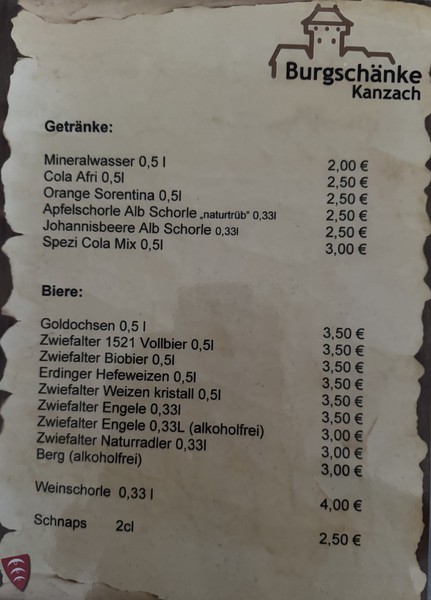 Burgschänke
Kanzach
Getränke:
Mineralwasser 0,5 l 2,00 €
Cola Afri 0,5l 2,50 €
Orange Sorentina 0,5l 2,50 €
Apfelschorle Alb Schorle „naturtrüb“ 0,33l 2,50 €
Johannisbeere Alb Schorle 0,33l 2,50 €
Spezi Cola Mix 0,5l 3,00 €
Biere:
Goldochsen 0,5 l 3,50 €
Zwiefalter 1521 Vollbier 0,5l 3,50 €
Zwiefalter Biobier 0,5l 3,50 €
Erdinger Hefeweizen 0,5l 3,50 €
Zwiefalter Weizen kristall 0,5l 3,50 €
Zwiefalter Engele 0,33l 3,50 €
Zwiefalter Engele 0,33L (alkoholfrei) 3,00 €
Zwiefalter Naturradler 0,33l 3,00 €
Berg (alkoholfrei) 3,00 €
Weinschorle 0,33 l 4,00 €
Schnaps 2cl 2,50 €